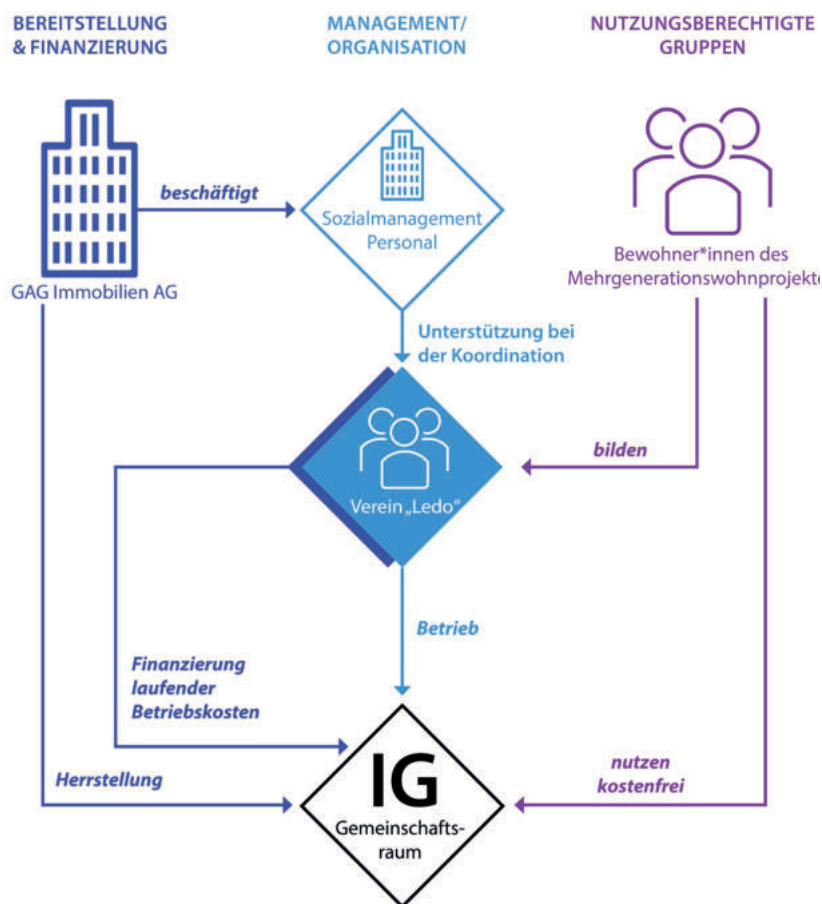 BEREITSTELLUNG
& FINANZIERUNG
MANAGEMENT/
ORGANISATION
NUTZUNGSBERECHTIGTE
GRUPPEN
beschäftigt
Sozialmanagement
Personal
GAG Immobilien AG
Bewohner*innen des
Mehrgenerationswohnprojekte
Unterstützung bei
der Koordination
bilden
Verein „Ledo“
Betrieb
Finanzierung
laufender
Betriebskosten
Herrstellung
nutzen
kostenfrei
IG
Gemeinschafts-
raum